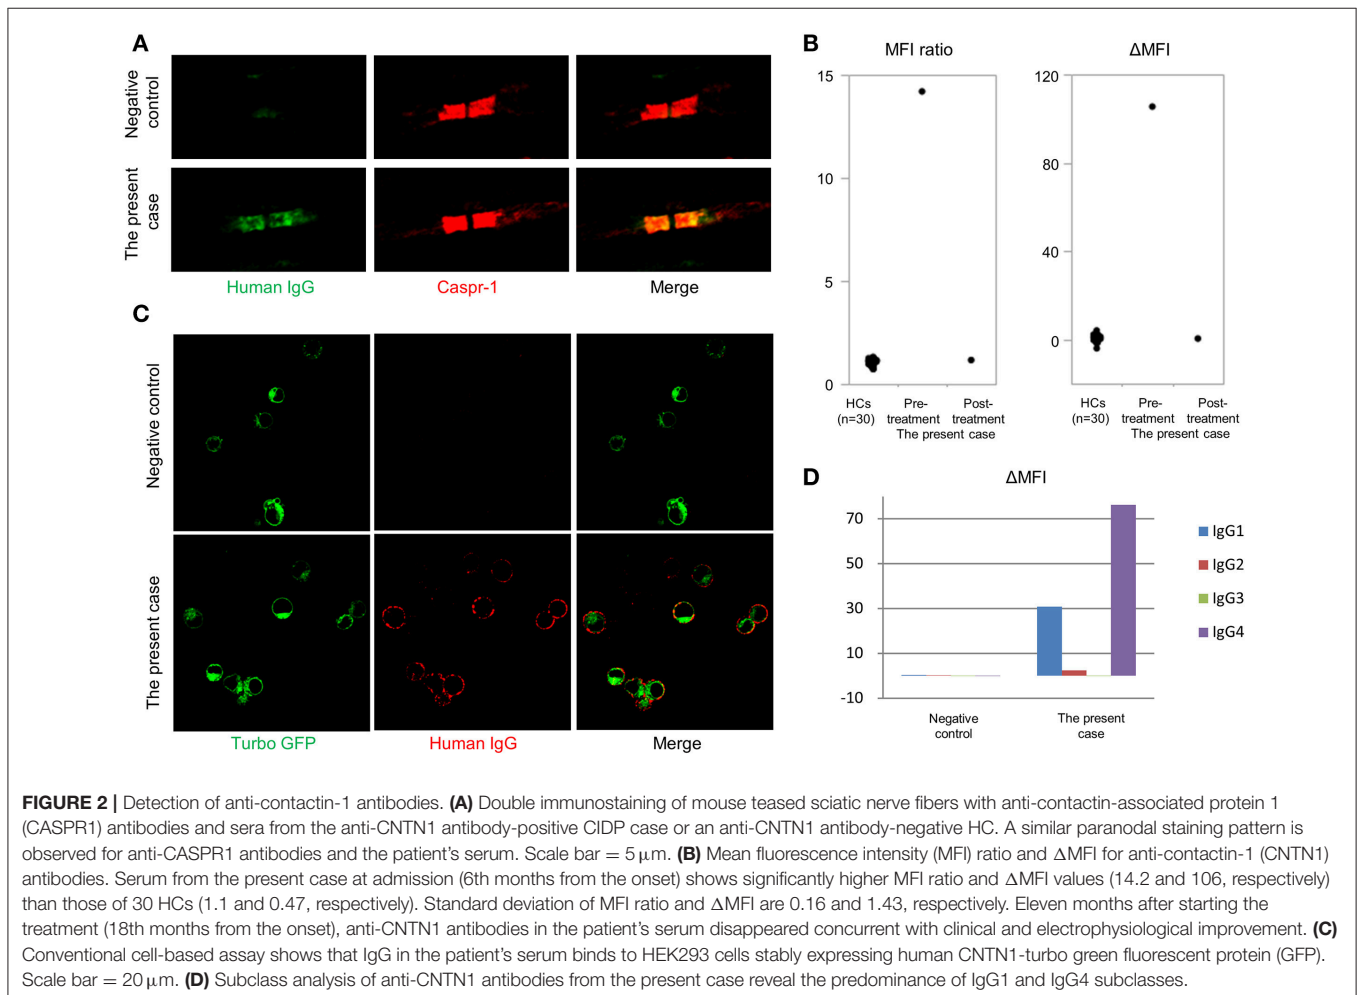 A
Negative
control
The present
case
Human IgG
Caspr-1
Merge
B
MFI ratio
15
10
5
0
HCs
(n=30)
Pre-
treatment
Post-
treatment
The present case
ΔMFI
120
80
40
0
HCs
(n=30)
Pre-
treatment
Post-
treatment
The present case
C
Negative control
The present case
Turbo GFP
Human IgG
Merge
D
ΔMFI
70
50
30
10
-10
Negative
control
The present
case
IgG1
IgG2
IgG3
IgG4
FIGURE 2 | Detection of anti-contactin-1 antibodies. (A) Double immunostaining of mouse teased sciatic nerve fibers with anti-contactin-associated protein 1
(CASPR1) antibodies and sera from the anti-CNTN1 antibody-positive CIDP case or an anti-CNTN1 antibody-negative HC. A similar paranodal staining pattern is
observed for anti-CASPR1 antibodies and the patient's serum. Scale bar = 5 μm. (B) Mean fluorescence intensity (MFI) ratio and ΔMFI for anti-contactin-1 (CNTN1)
antibodies. Serum from the present case at admission (6th months from the onset) shows significantly higher MFI ratio and ΔMFI values (14.2 and 106, respectively)
than those of 30 HCs (1.1 and 0.47, respectively). Standard deviation of MFI ratio and ΔMFI are 0.16 and 1.43, respectively. Eleven months after starting the
treatment (18th months from the onset), anti-CNTN1 antibodies in the patient's serum disappeared concurrent with clinical and electrophysiological improvement. (C)
Conventional cell-based assay shows that IgG in the patient's serum binds to HEK293 cells stably expressing human CNTN1-turbo green fluorescent protein (GFP).
Scale bar = 20 μm. (D) Subclass analysis of anti-CNTN1 antibodies from the present case reveal the predominance of IgG1 and IgG4 subclasses.